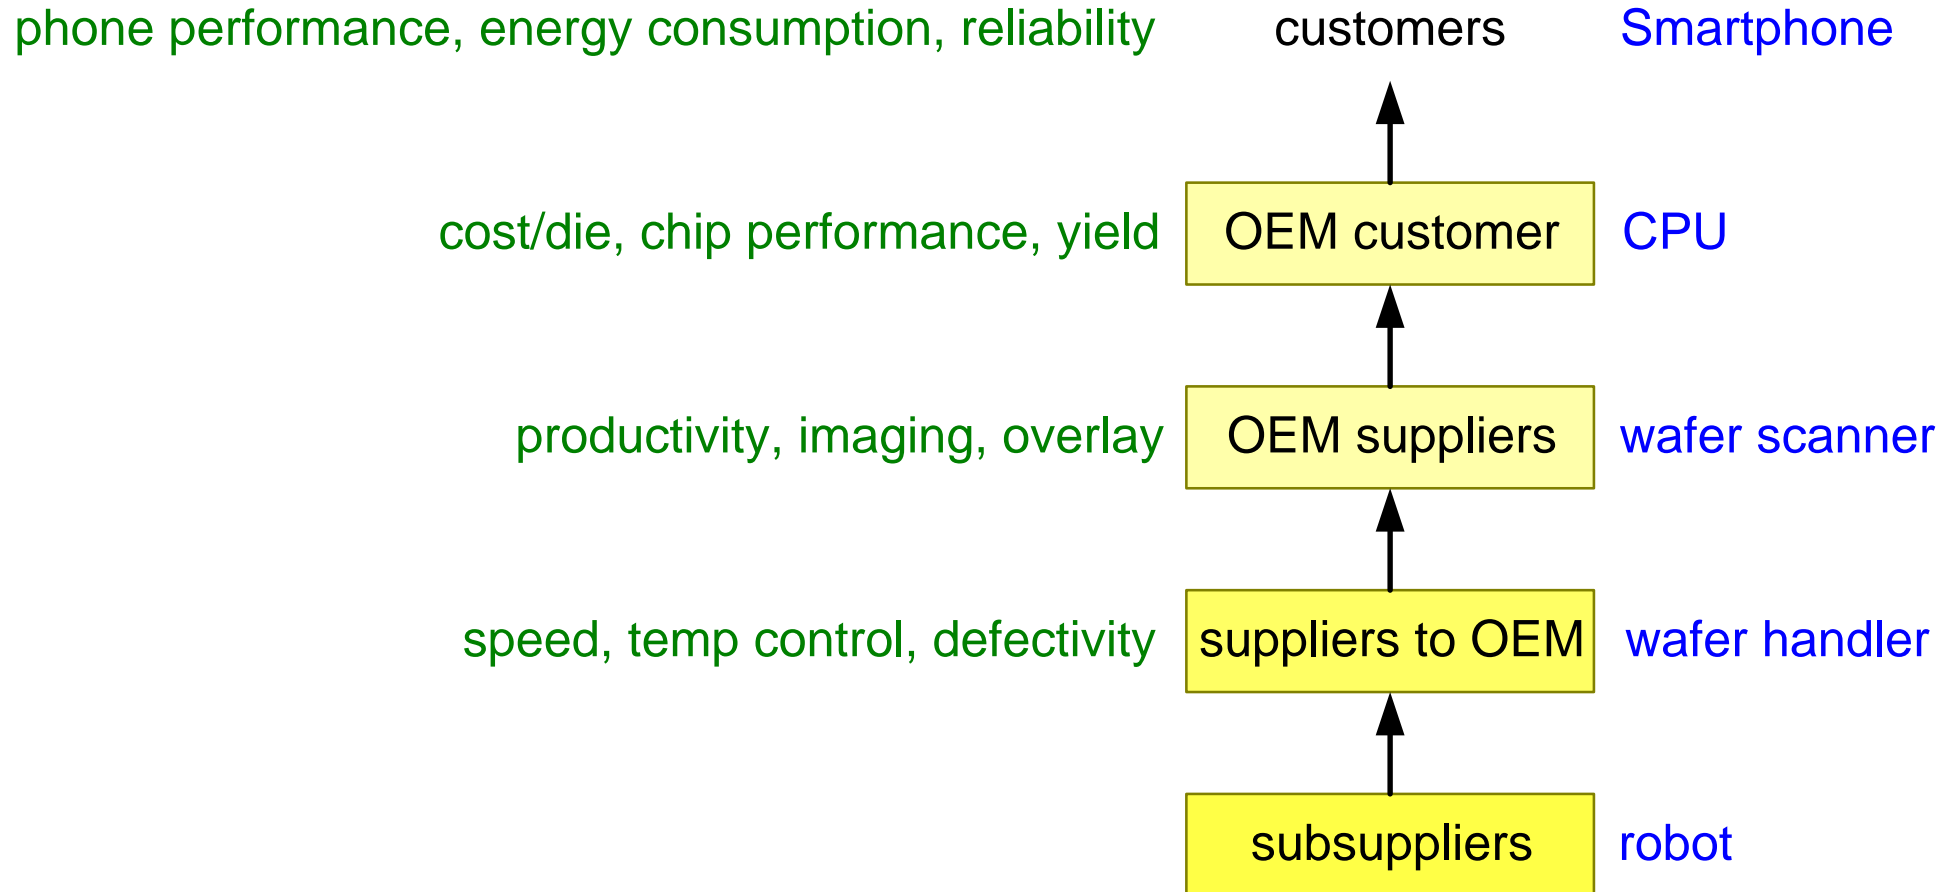 phone performance, energy consumption, reliability customers Smartphone
cost/die, chip performance, yield OEM customer CPU
productivity, imaging, overlay OEM suppliers wafer scanner
speed, temp control, defectivity suppliers to OEM wafer handler
subsuppliers robot